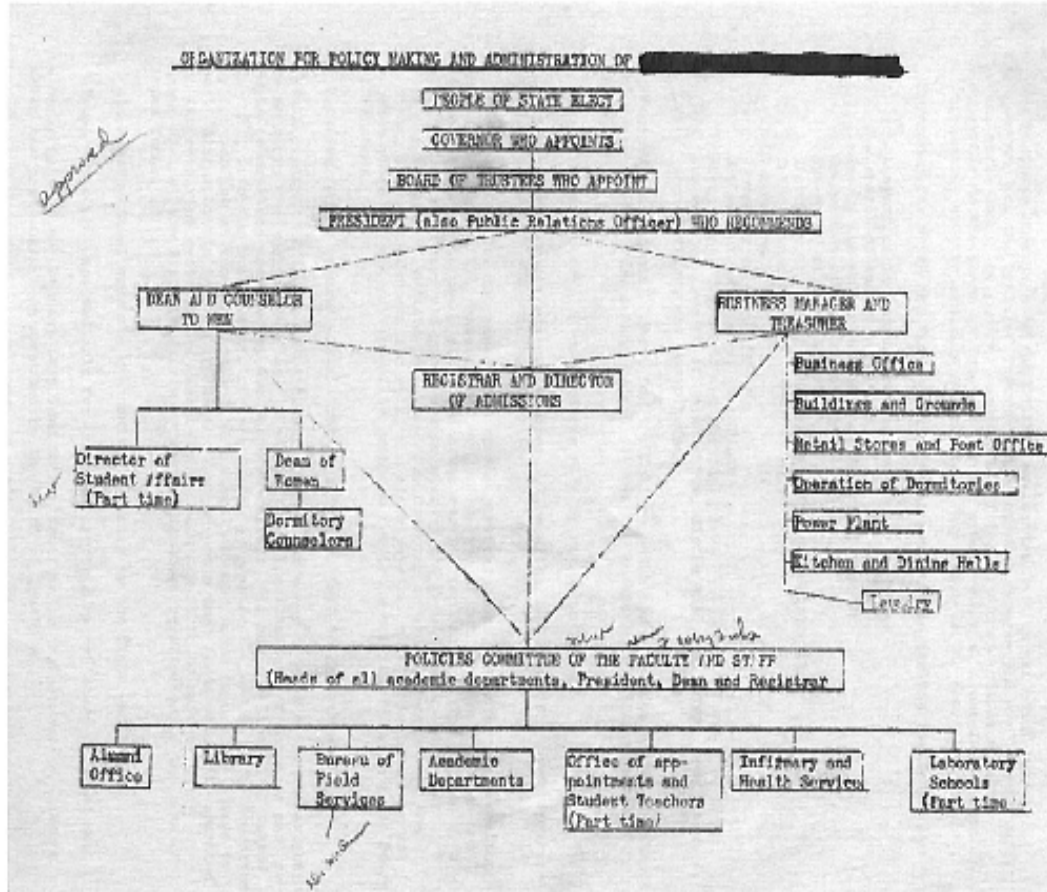 ORGANIZATION FOR POLICY MAKING AND ADMINISTRATION OF
PEOPLE OF STATE ELECT
approved
GOVERNOR WHO APPOINTS
BOARD OF TRUSTEES WHO APPOINT
PRESIDENT (also Public Relations Officer) WHO RECOMMENDS
DEAN AND COUNSELOR
TO MEN
BUSINESS MANAGER AND
TREASURER
REGISTRAR AND DIRECTOR
OF ADMISSIONS
Business Office
Buildings and Grounds
Retail Stores and Post Office
Operation of Dormitories
Power Plant
Kitchen and Dining Halls
Laundry
Director of
Student Affairs
(Part time)
Dean of
Women
Dormitory
Counselors
POLICIES COMMITTEE OF THE FACULTY AND STAFF
(Heads of all academic departments, President, Dean and Registrar
Alumni
Office
Library
Bureau of
Field
Services
Academic
Departments
Office of app-
pointments and
Student Teachers
(Part time)
Infirmary and
Health Services
Laboratory
Schools
(Part time